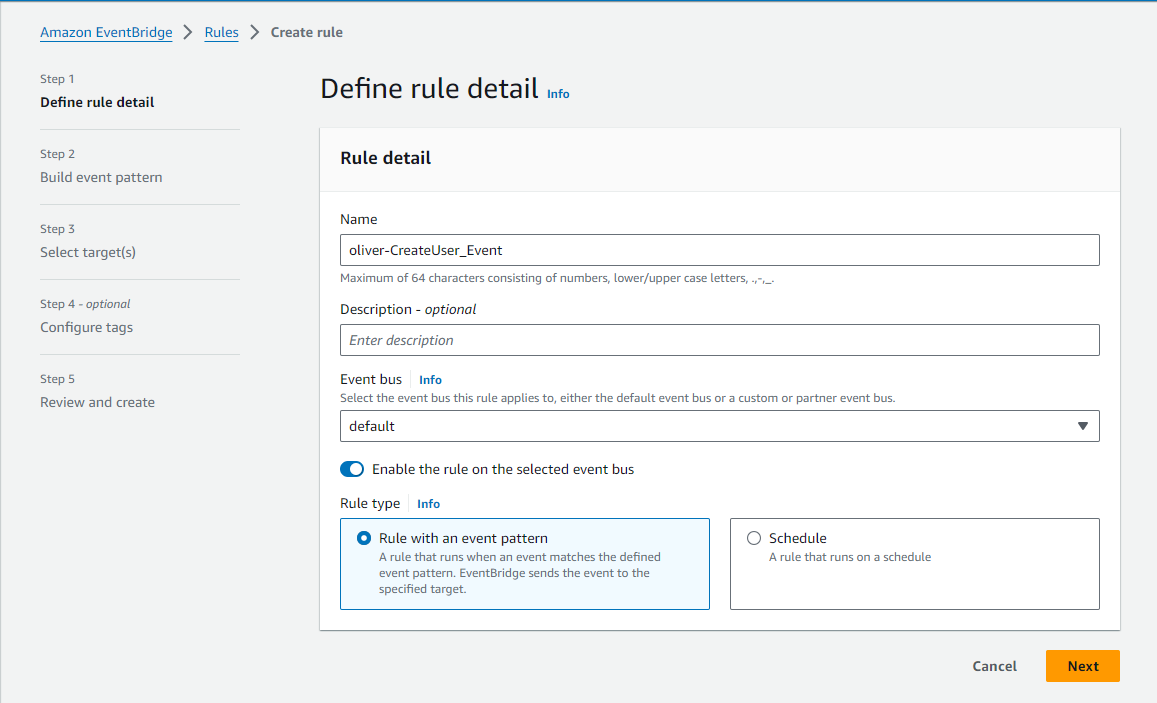 Amazon EventBridge > Rules > Create rule
Step 1
Define rule detail
Step 2
Build event pattern
Step 3
Select target(s)
Step 4 - optional
Configure tags
Step 5
Review and create
Define rule detail Info
Rule detail
Name
oliver-CreateUser_Event
Maximum of 64 characters consisting of numbers, lower/upper case letters, .,-,_.
Description - optional
Enter description
Event bus Info
Select the event bus this rule applies to, either the default event bus or a custom or partner event bus.
default
Enable the rule on the selected event bus
Rule type Info
Rule with an event pattern
A rule that runs when an event matches the defined
event pattern. EventBridge sends the event to the
specified target.
Schedule
A rule that runs on a schedule
Cancel Next